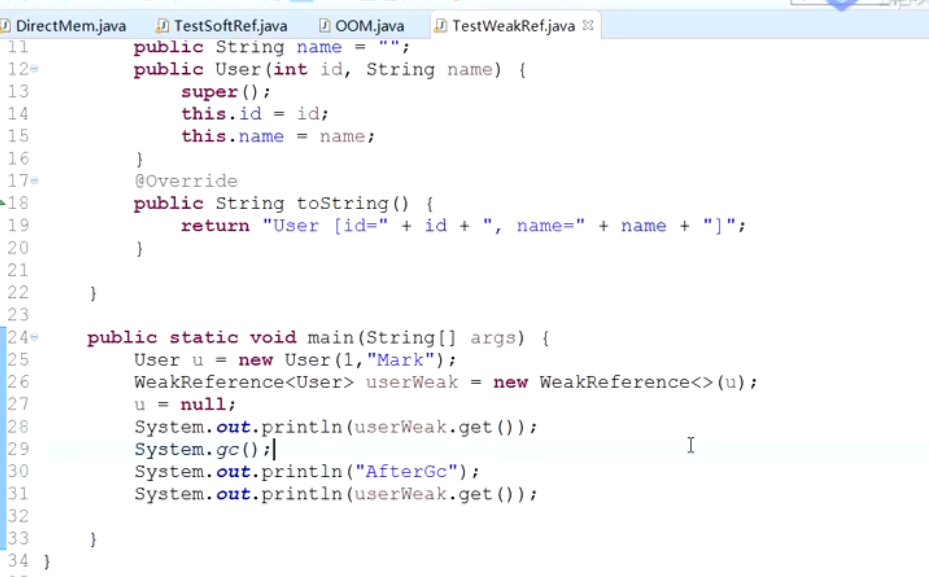 DirectMem.java TestSoftRef.java OOM.java TestWeakRef.java
11 public String name = "";
12 public User(int id, String name) {
13 super();
14 this.id = id;
15 this.name = name;
16 }
17 @Override
18 public String toString() {
19 return "User [id=" + id + ", name=" + name + "]";
20 }
21
22 }
23
24 public static void main(String[] args) {
25 User u = new User(1,"Mark");
26 WeakReference<User> userWeak = new WeakReference<>(u);
27 u = null;
28 System.out.println(userWeak.get());
29 System.gc();
30 System.out.println("AfterGc");
31 System.out.println(userWeak.get());
32
33 }
34 }